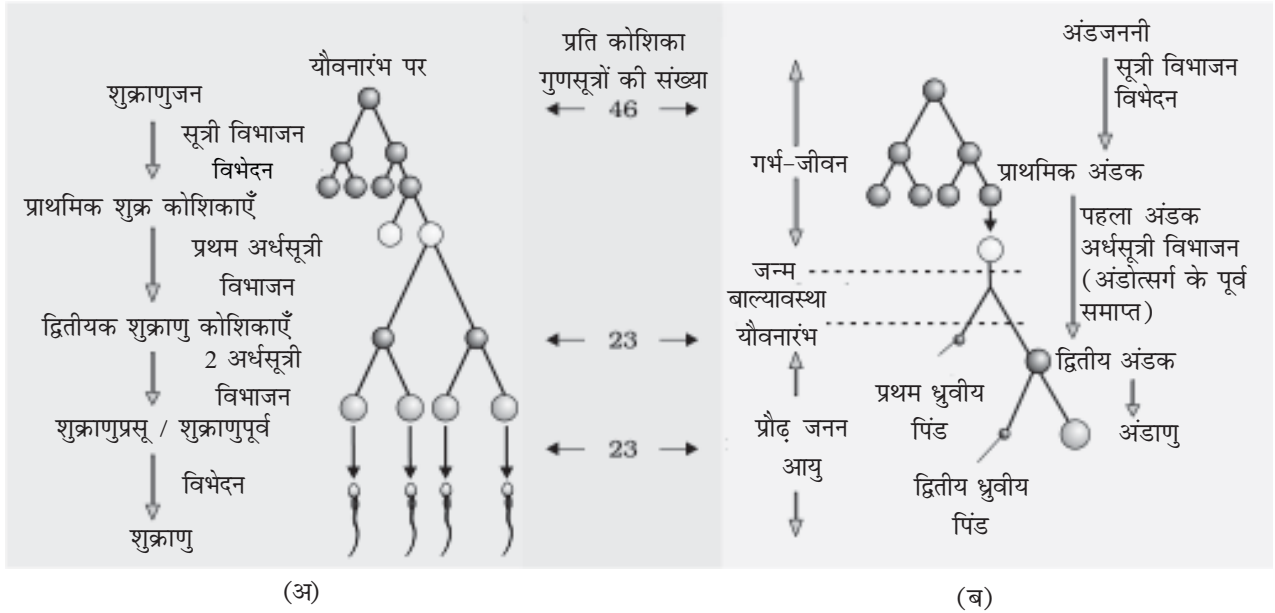 यौवनारंभ पर
शुक्राणुजन
सूत्री विभाजन
विभेदन
प्राथमिक शुक्र कोशिकाएँ
प्रथम अर्धसूत्री
विभाजन
द्वितीयक शुक्राणु कोशिकाएँ
2 अर्धसूत्री
विभाजन
शुक्राणुप्रसू / शुक्राणुपूर्व
विभेदन
शुक्राणु
(अ)
प्रति कोशिका
गुणसूत्रों की संख्या
46
23
23
गर्भ-जीवन
जन्म
बाल्यावस्था
यौवनारंभ
प्रौढ़ जनन
आयु
प्रथम ध्रुवीय
पिंड
द्वितीय ध्रुवीय
पिंड
अंडजननी
सूत्री विभाजन
विभेदन
प्राथमिक अंडक
पहला अंडक
अर्धसूत्री विभाजन
(अंडोत्सर्ग के पूर्व
समाप्त)
द्वितीय अंडक
अंडाणु
(ब)